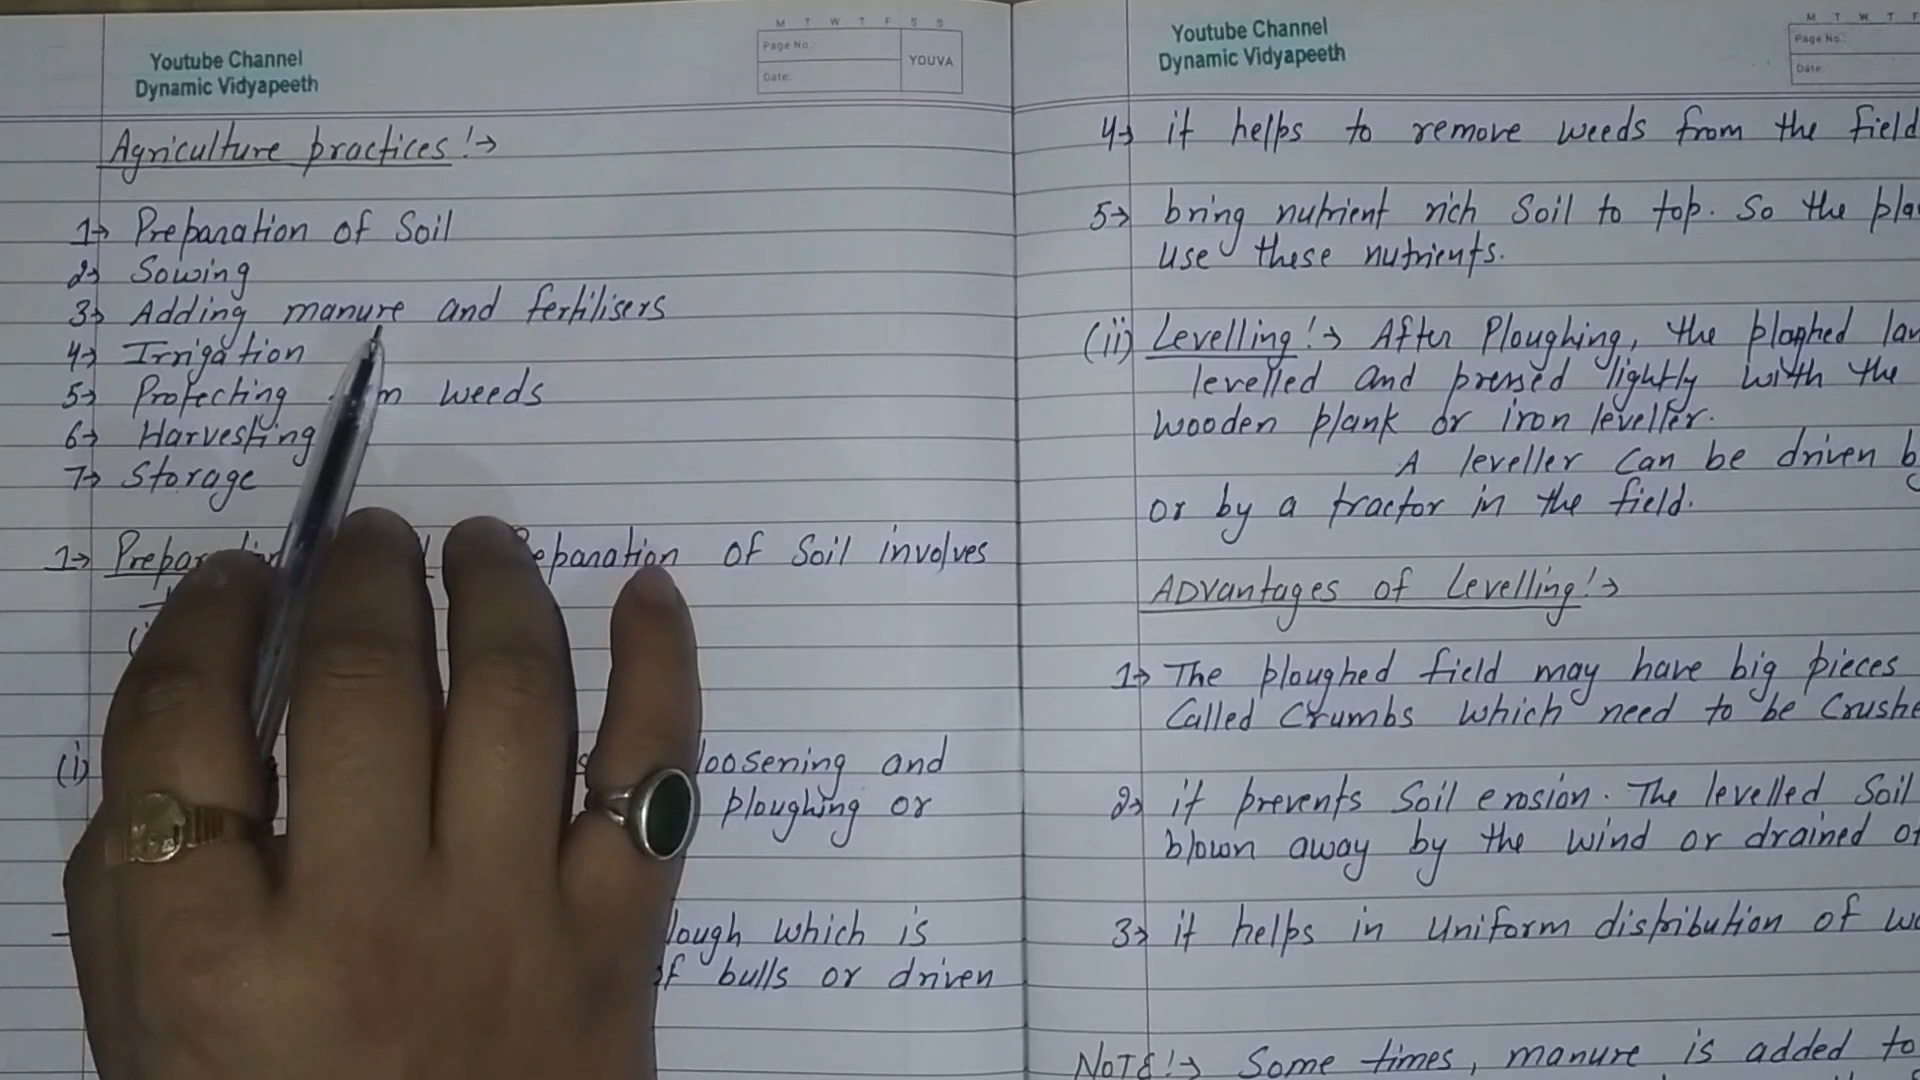 Youtube Channel
Dynamic Vidyapeeth
M T W T F S S
Page No.:
Date:
YOUVA
Agriculture practices!→
1→ Preparation of Soil
2→ Sowing
3→ Adding manure and fertilisers
4→ Irrigation
5→ Protecting weeds
6→ Harvesting
7→ Storage
1→ of Soil involves
(i) loosening and
ploughing or
which is
bulls or driven
Youtube Channel
Dynamic Vidyapeeth
M T W T F
Page No.:
Date:
4→ it helps to remove weeds from the field
5→ bring nutrient rich Soil to top. So the
use these nutrients.
(ii) Levelling!→ After Ploughing, the
levelled and pressed lightly with the
wooden plank or iron leveller.
A leveller can be driven
or by a tractor in the field.
ADvantages of Levelling!→
1→ The ploughed field may have big pieces
Called Crumbs which need to be
2→ it prevents Soil erosion. The levelled Soil
blown away by the wind or drained
3→ it helps in uniform distribution of
NOTE!→ Some times, manure is added to